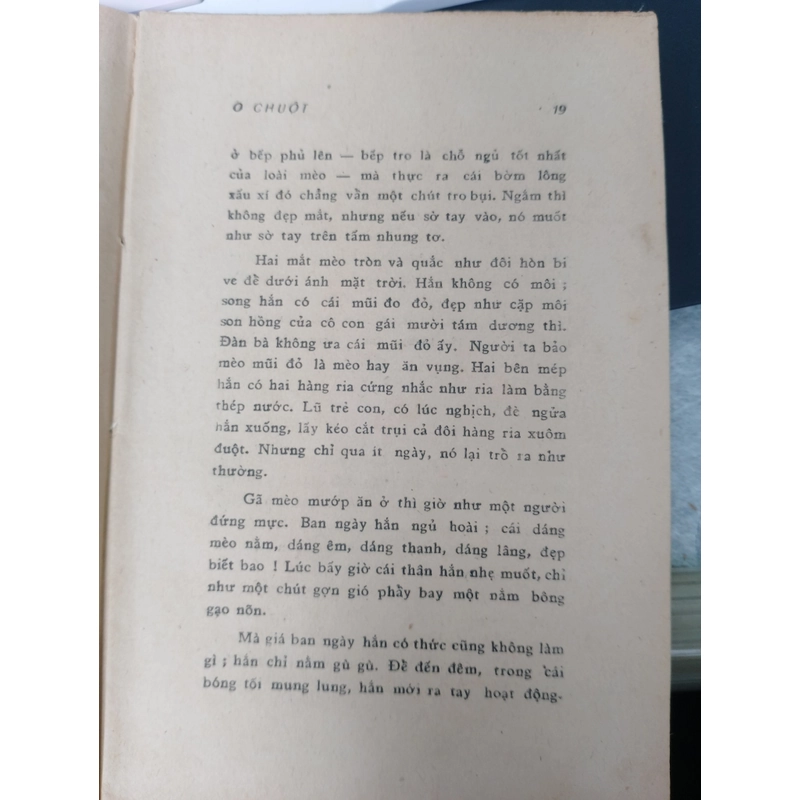 O CHUỘT 19
ở bếp phủ lên — bếp tro là chỗ ngủ tốt nhất
của loài mèo — mà thực ra cái bờm lông
xấu xí đó chẳng vần một chút tro bụi. Ngắm thì
không đẹp mắt, nhưng nếu sờ tay vào, nó muốt
như sờ tay trên tấm nhung tơ.
Hai mắt mèo tròn và quắc như đôi hòn bi
ve đề dưới ánh mặt trời. Hắn không có môi ;
song hắn có cái mũi đo đỏ, đẹp như cặp môi
son hồng của cô con gái mười tám dương thì.
Đàn bà không ưa cái mũi đỏ ấy. Người ta bảo
mèo mũi đỏ là mèo hay ăn vụng. Hai bên mép
hắn có hai hàng ria cứng nhắc như ria làm bằng
thép nước. Lũ trẻ con, có lúc nghịch, đè ngửa
hắn xuống, lấy kéo cắt trụi cả đôi hàng ria xuôm
đuột. Nhưng chỉ qua ít ngày, nó lại trồ ra như
thường.
Gã mèo mướp ăn ở thì giờ như một người
đứng mực. Ban ngày hắn ngủ hoài ; cái dáng
mèo nằm, dáng êm, dáng thanh, dáng lâng, đẹp
biết bao ! Lúc bấy giờ cái thân hắn nhẹ muốt, chỉ
như một chút gợn gió phầy bay một nắm bông
gạo nõn.
Mà giá ban ngày hắn có thức cũng không làm
gì ; hắn chỉ nằm gù gù. Đề đến đêm, trong cái
bóng tối mung lung, hắn mới ra tay hoạt động-